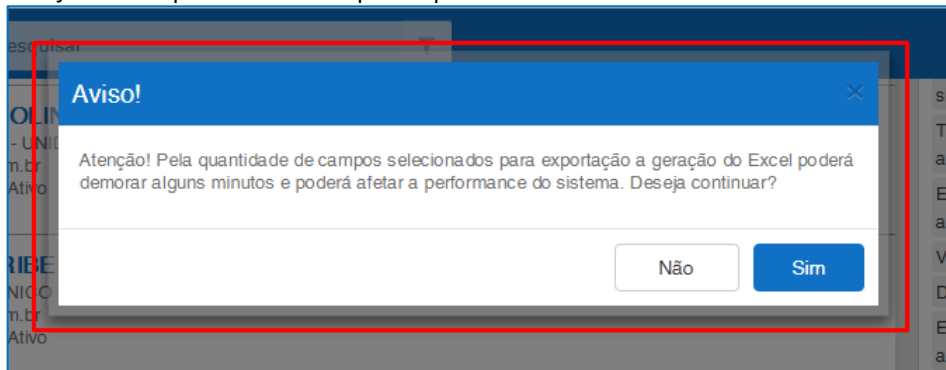 Aviso!
×
Atenção! Pela quantidade de campos selecionados para exportação a geração do Excel poderá
demorar alguns minutos e poderá afetar a performance do sistema. Deseja continuar?
Não
Sim
Ativo
Ativo